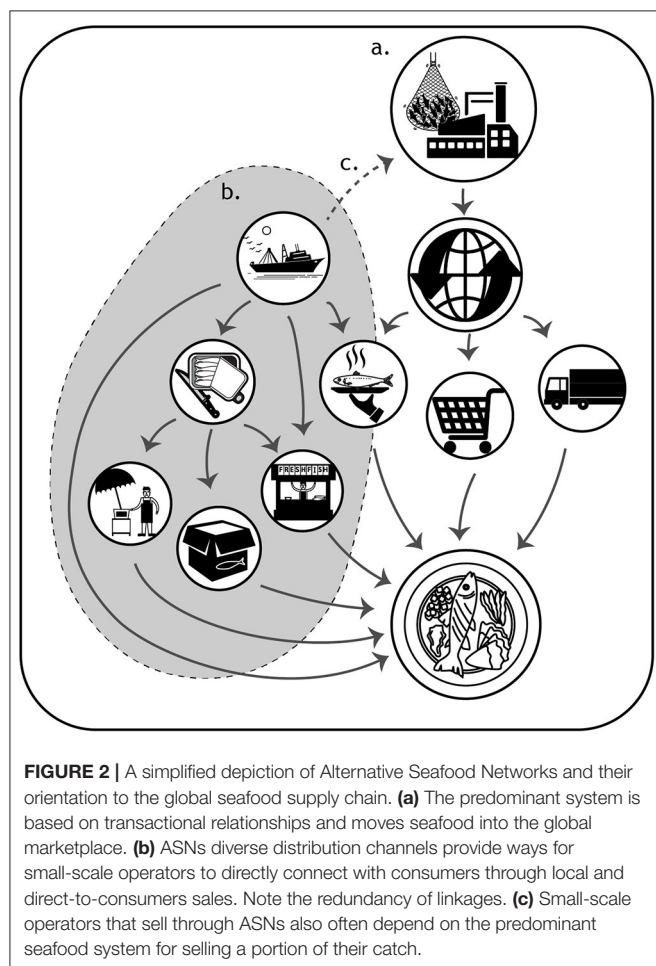 a.
c.
b.
FRESHFISH
FIGURE 2 | A simplified depiction of Alternative Seafood Networks and their
orientation to the global seafood supply chain. (a) The predominant system is
based on transactional relationships and moves seafood into the global
marketplace. (b) ASNs diverse distribution channels provide ways for
small-scale operators to directly connect with consumers through local and
direct-to-consumers sales. Note the redundancy of linkages. (c) Small-scale
operators that sell through ASNs also often depend on the predominant
seafood system for selling a portion of their catch.